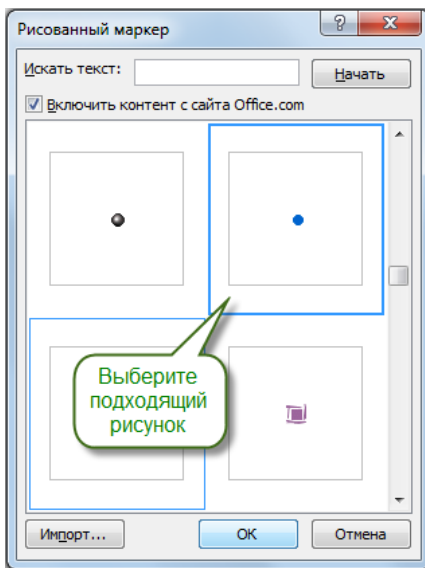 Рисованный маркер
Искать текст:
Начать
Включить контент с сайта Office.com
Выберите
подходящий
рисунок
Импорт...
ОК
Отмена